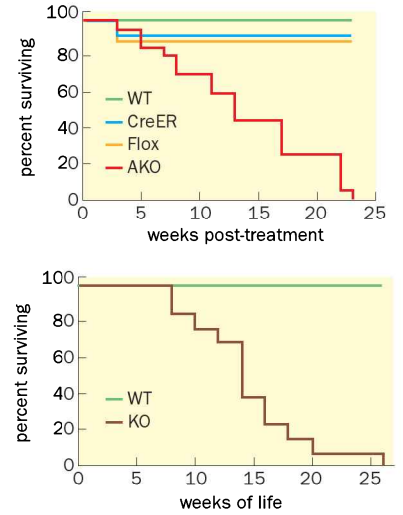 100
80
60
40
20
0
percent surviving
WT
CreER
Flox
AKO
0 5 10 15 20 25
weeks post-treatment
100
80
60
40
20
0
percent surviving
WT
KO
0 5 10 15 20 25
weeks of life